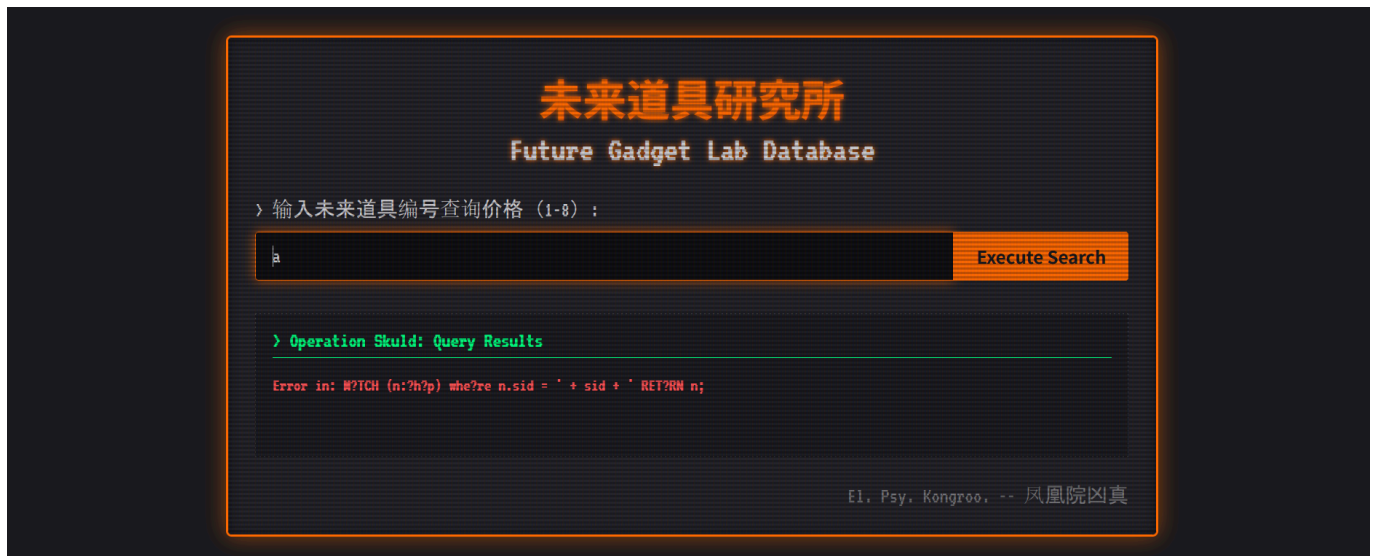 未来道具研究所
Future Gadget Lab Database
> 输入未来道具编号查询价格（1-8）:
a
Execute Search
> Operation Skuld: Query Results
Error in: M?TCH (n:?h?p) whe?re n.sid = ' + sid + ' RET?RN n;
El. Psy. Kongroo. -- 凤凰院凶真